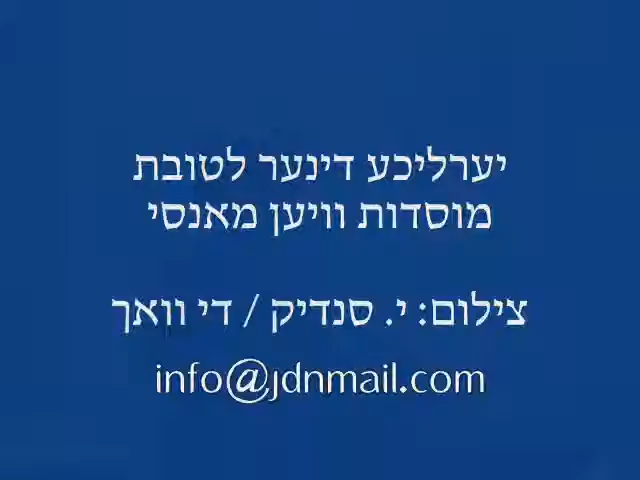 יערליכע דינער לטובת
מוסדות וויען מאנסי
צילום: י. סנדיק / די וואך
info@jdnmail.com